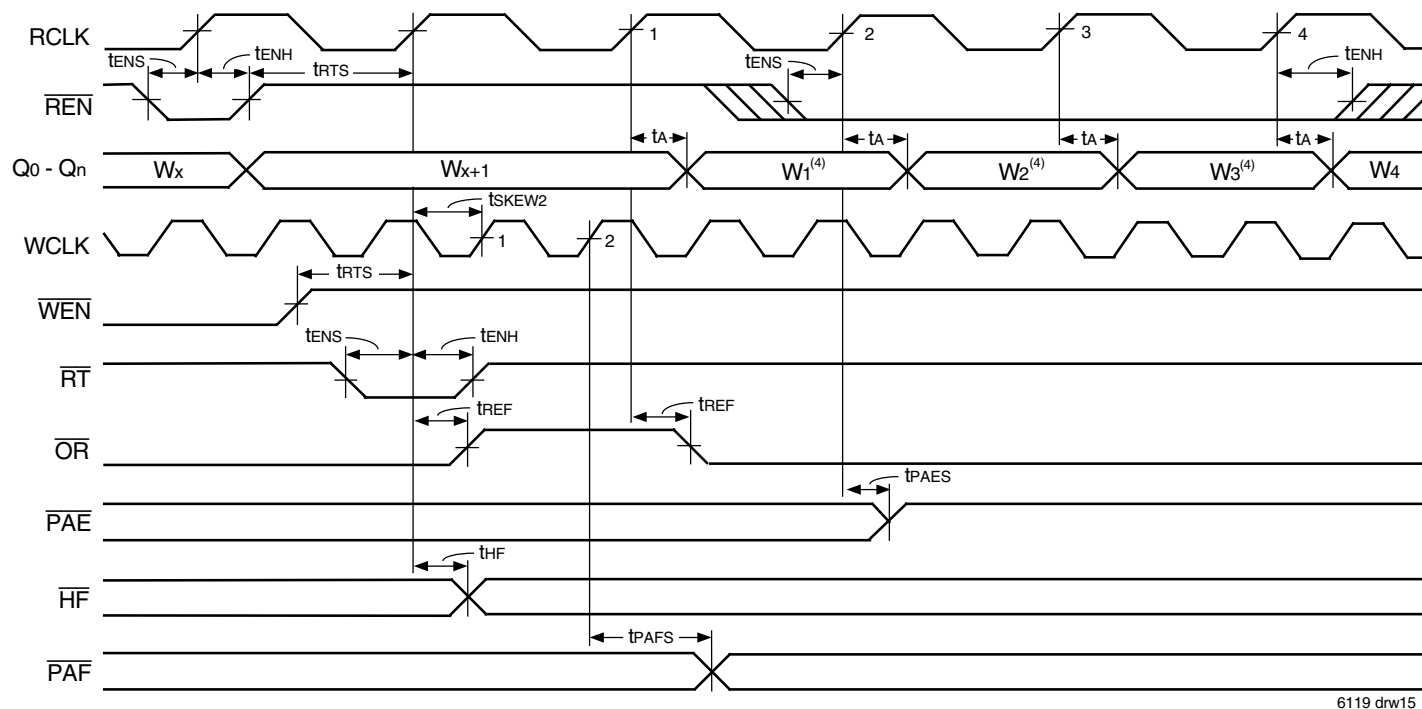 RCLK
1
2
3
4
tENS
tENH
tRTS
tENS
tENH
REN
tA
tA
tA
tA
Q0 - Qn
Wx
Wx+1
W1(4)
W2(4)
W3(4)
W4
tSKEW2
WCLK
1
2
tRTS
WEN
tENS
tENH
RT
tREF
tREF
OR
tPAES
PAE
tHF
HF
tPAFS
PAF
6119 drw15